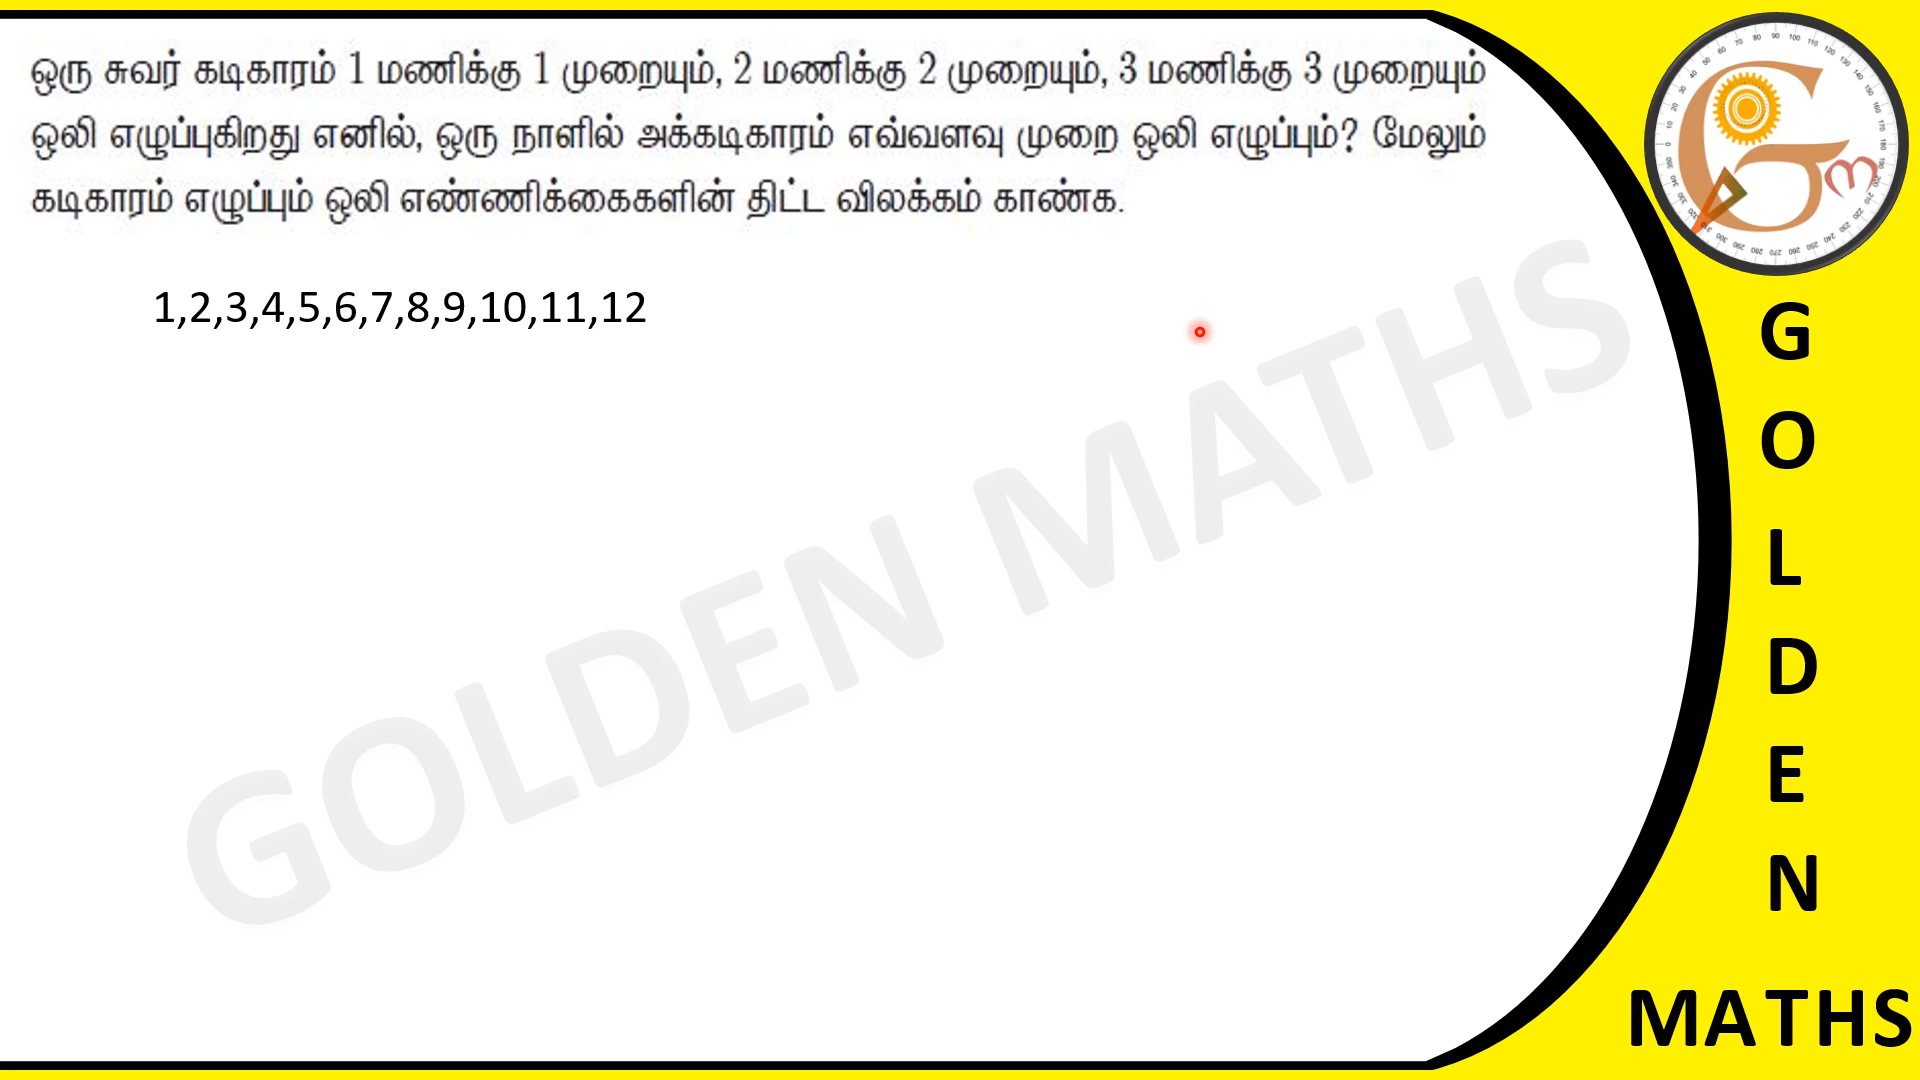 ஒரு சுவர் கடிகாரம் 1 மணிக்கு 1 முறையும், 2 மணிக்கு 2 முறையும், 3 மணிக்கு 3 முறையும்
ஒலி எழுப்புகிறது எனில், ஒரு நாளில் அக்கடிகாரம் எவ்வளவு முறை ஒலி எழுப்பும்? மேலும்
கடிகாரம் எழுப்பும் ஒலி எண்ணிக்கைகளின் திட்ட விலக்கம் காண்க.
1,2,3,4,5,6,7,8,9,10,11,12
GOLDEN MATHS
G
O
L
D
E
N
MATHS